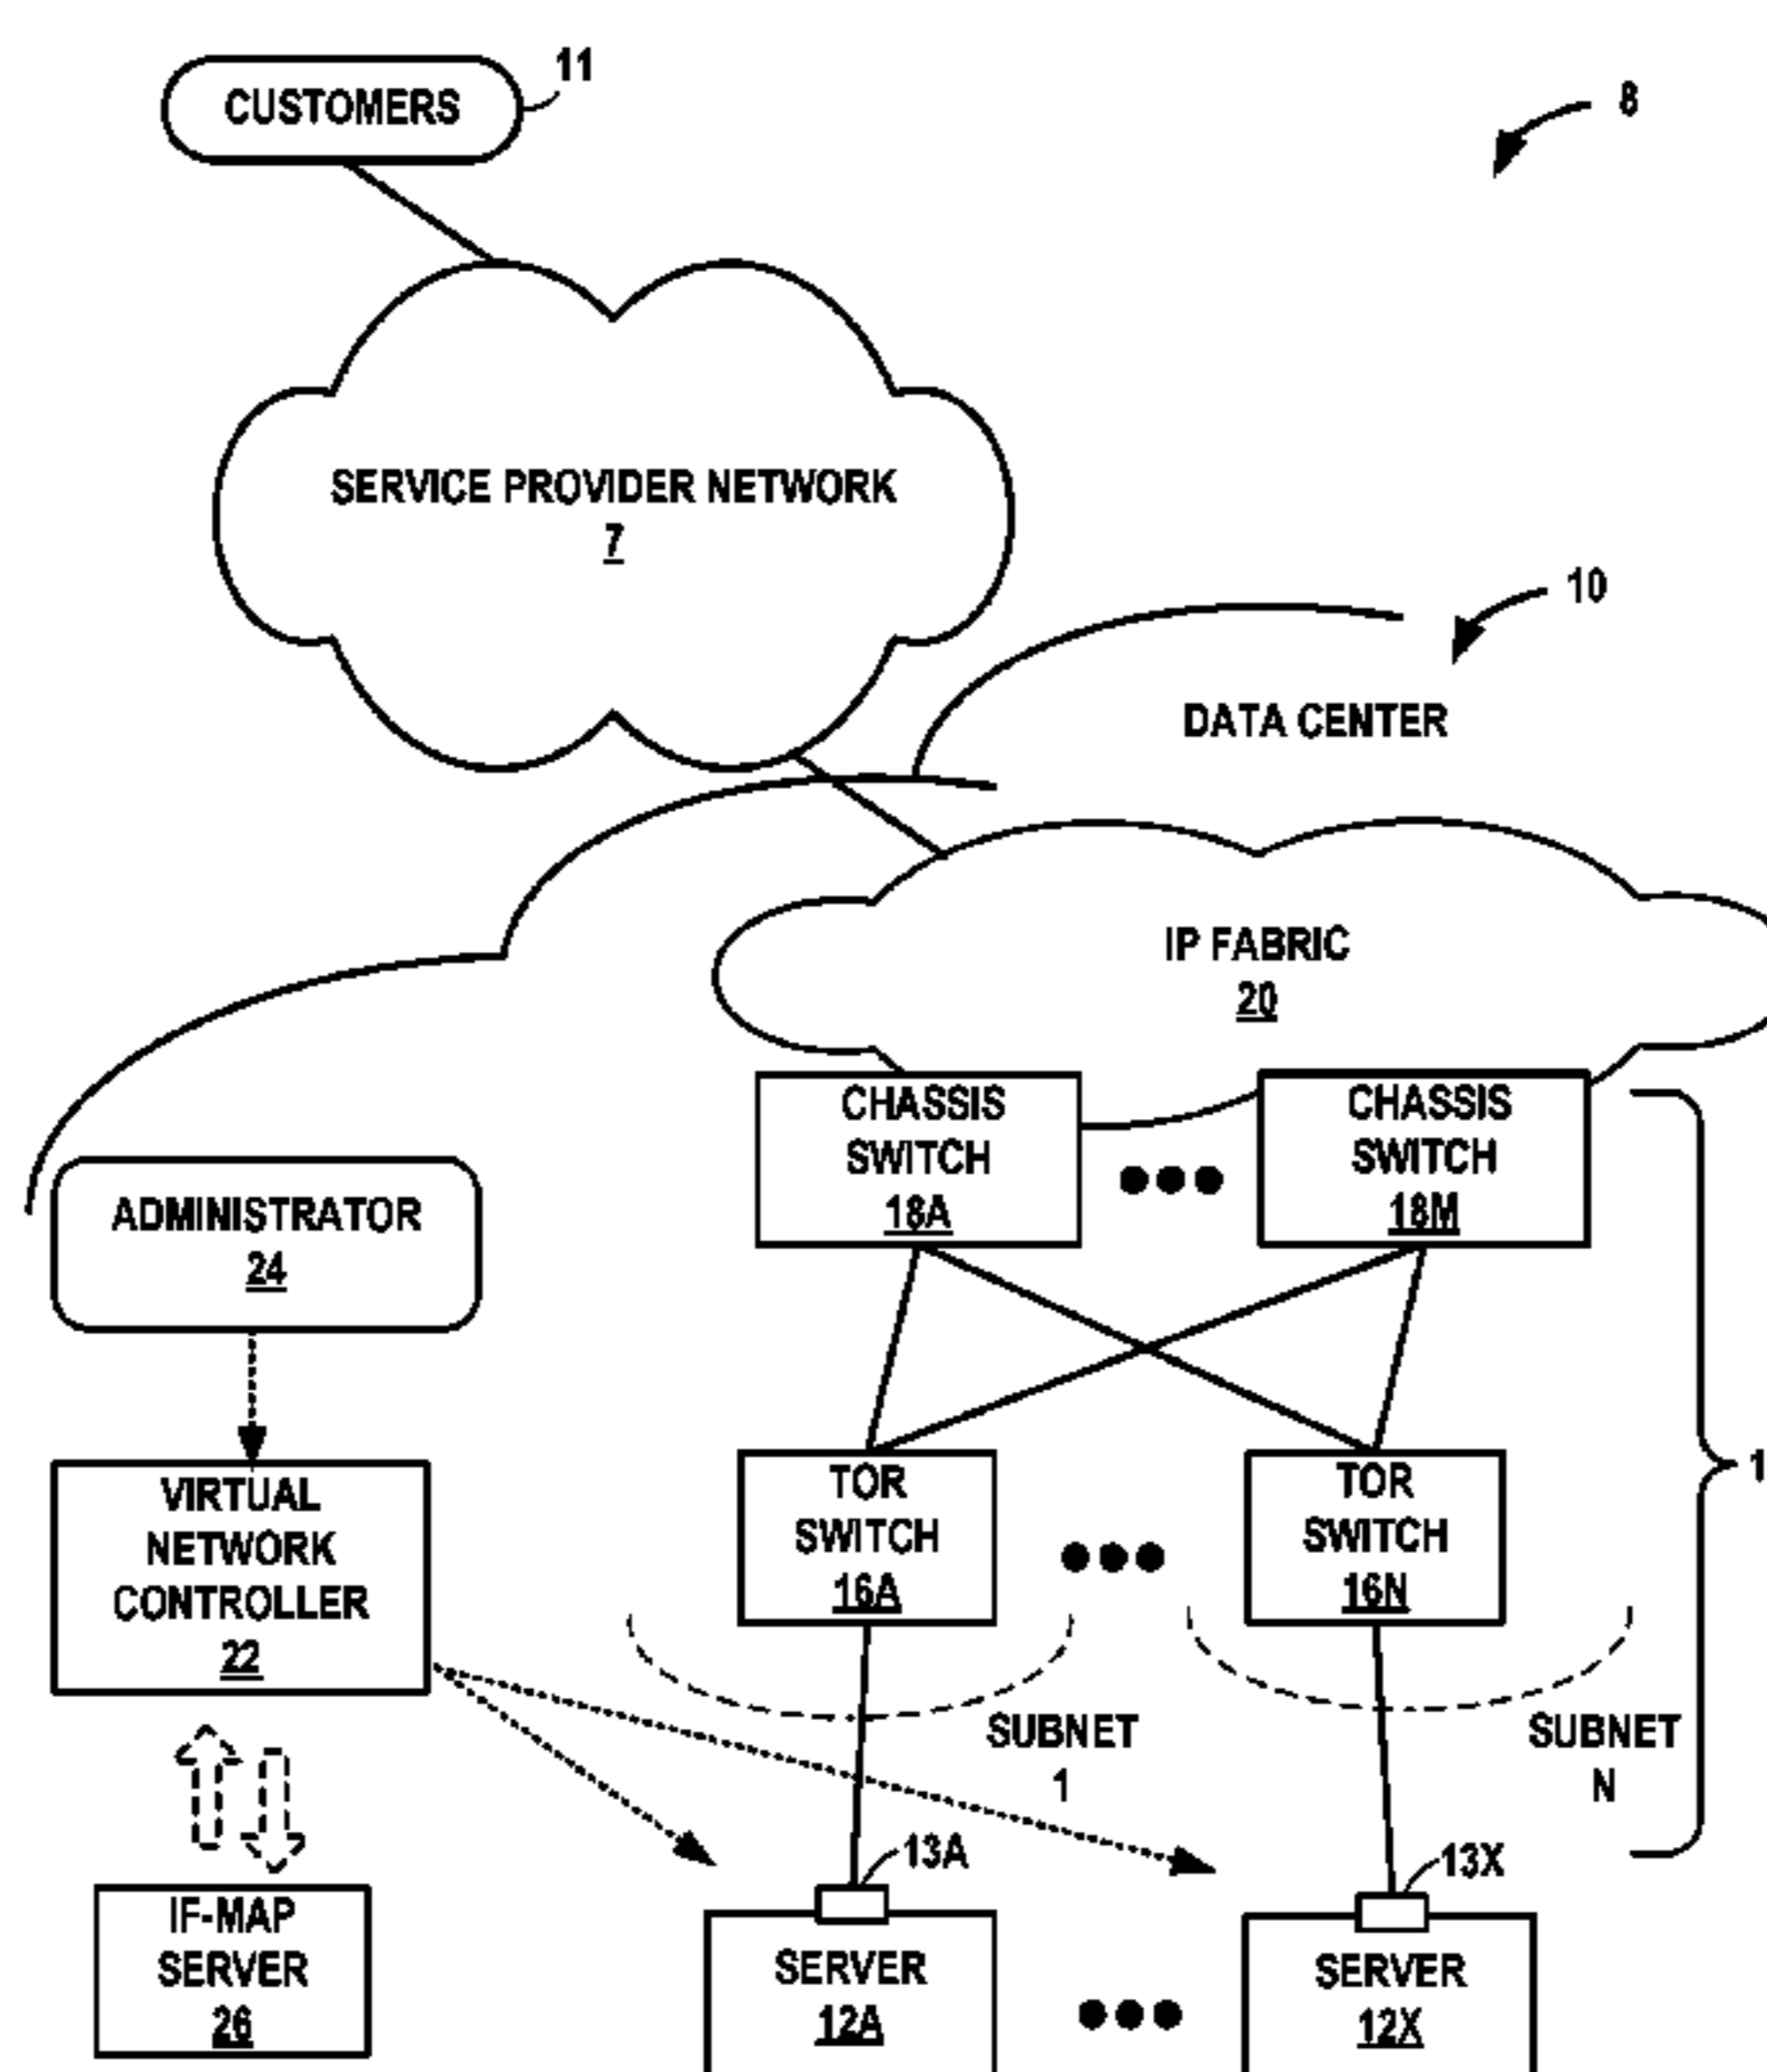 CUSTOMERS
11
8
SERVICE PROVIDER NETWORK
7
10
DATA CENTER
IP FABRIC
20
CHASSIS
SWITCH
18A
CHASSIS
SWITCH
18M
ADMINISTRATOR
24
VIRTUAL
NETWORK
CONTROLLER
22
TOR
SWITCH
16A
TOR
SWITCH
16N
1
SUBNET
1
SUBNET
N
13A
13X
IF-MAP
SERVER
26
SERVER
12A
SERVER
12X